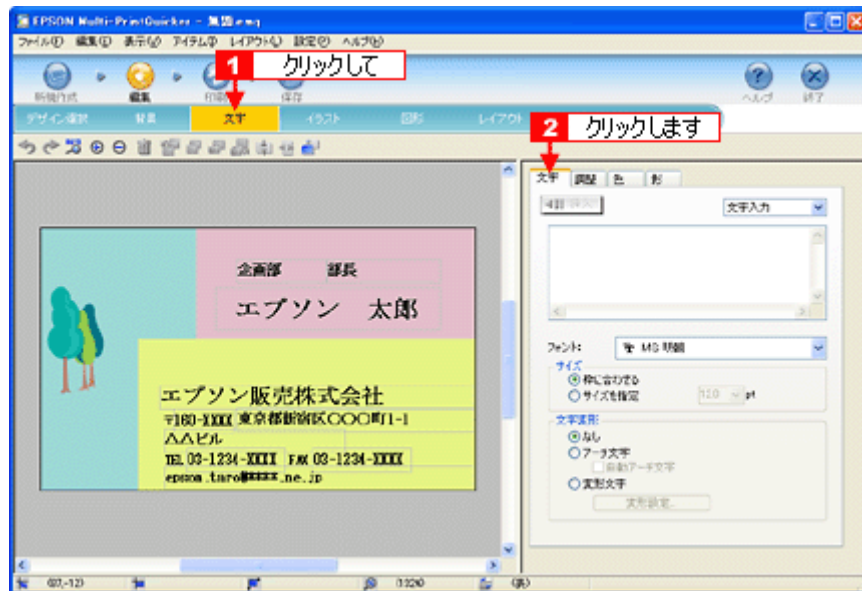 EPSON Multi-PrintQuicker - 無題.emq
ファイル(F) 編集(E) 表示(V) アイテム(I) レイアウト(L) 設定(O) ヘルプ(H)
1 クリックして
新規作成 編集 保存 ヘルプ 終了
デザイン選択 背景 文字 イラスト 図形 レイアウト
2 クリックします
文字 調整 色 形
文字入力
企画部 部長
エプソン 太郎
フォント: MS 明朝
サイズ
枠に合わせる
サイズを指定 12.0 pt
エプソン販売株式会社
〒160-XXXX 東京都新宿区〇〇〇町1-1
△△ビル
TEL 03-1234-XXXX FAX 03-1234-XXXX
epson.taro@****.ne.jp
文字変形
なし
アーチ文字
自動アーチ文字
変形文字
変形設定...